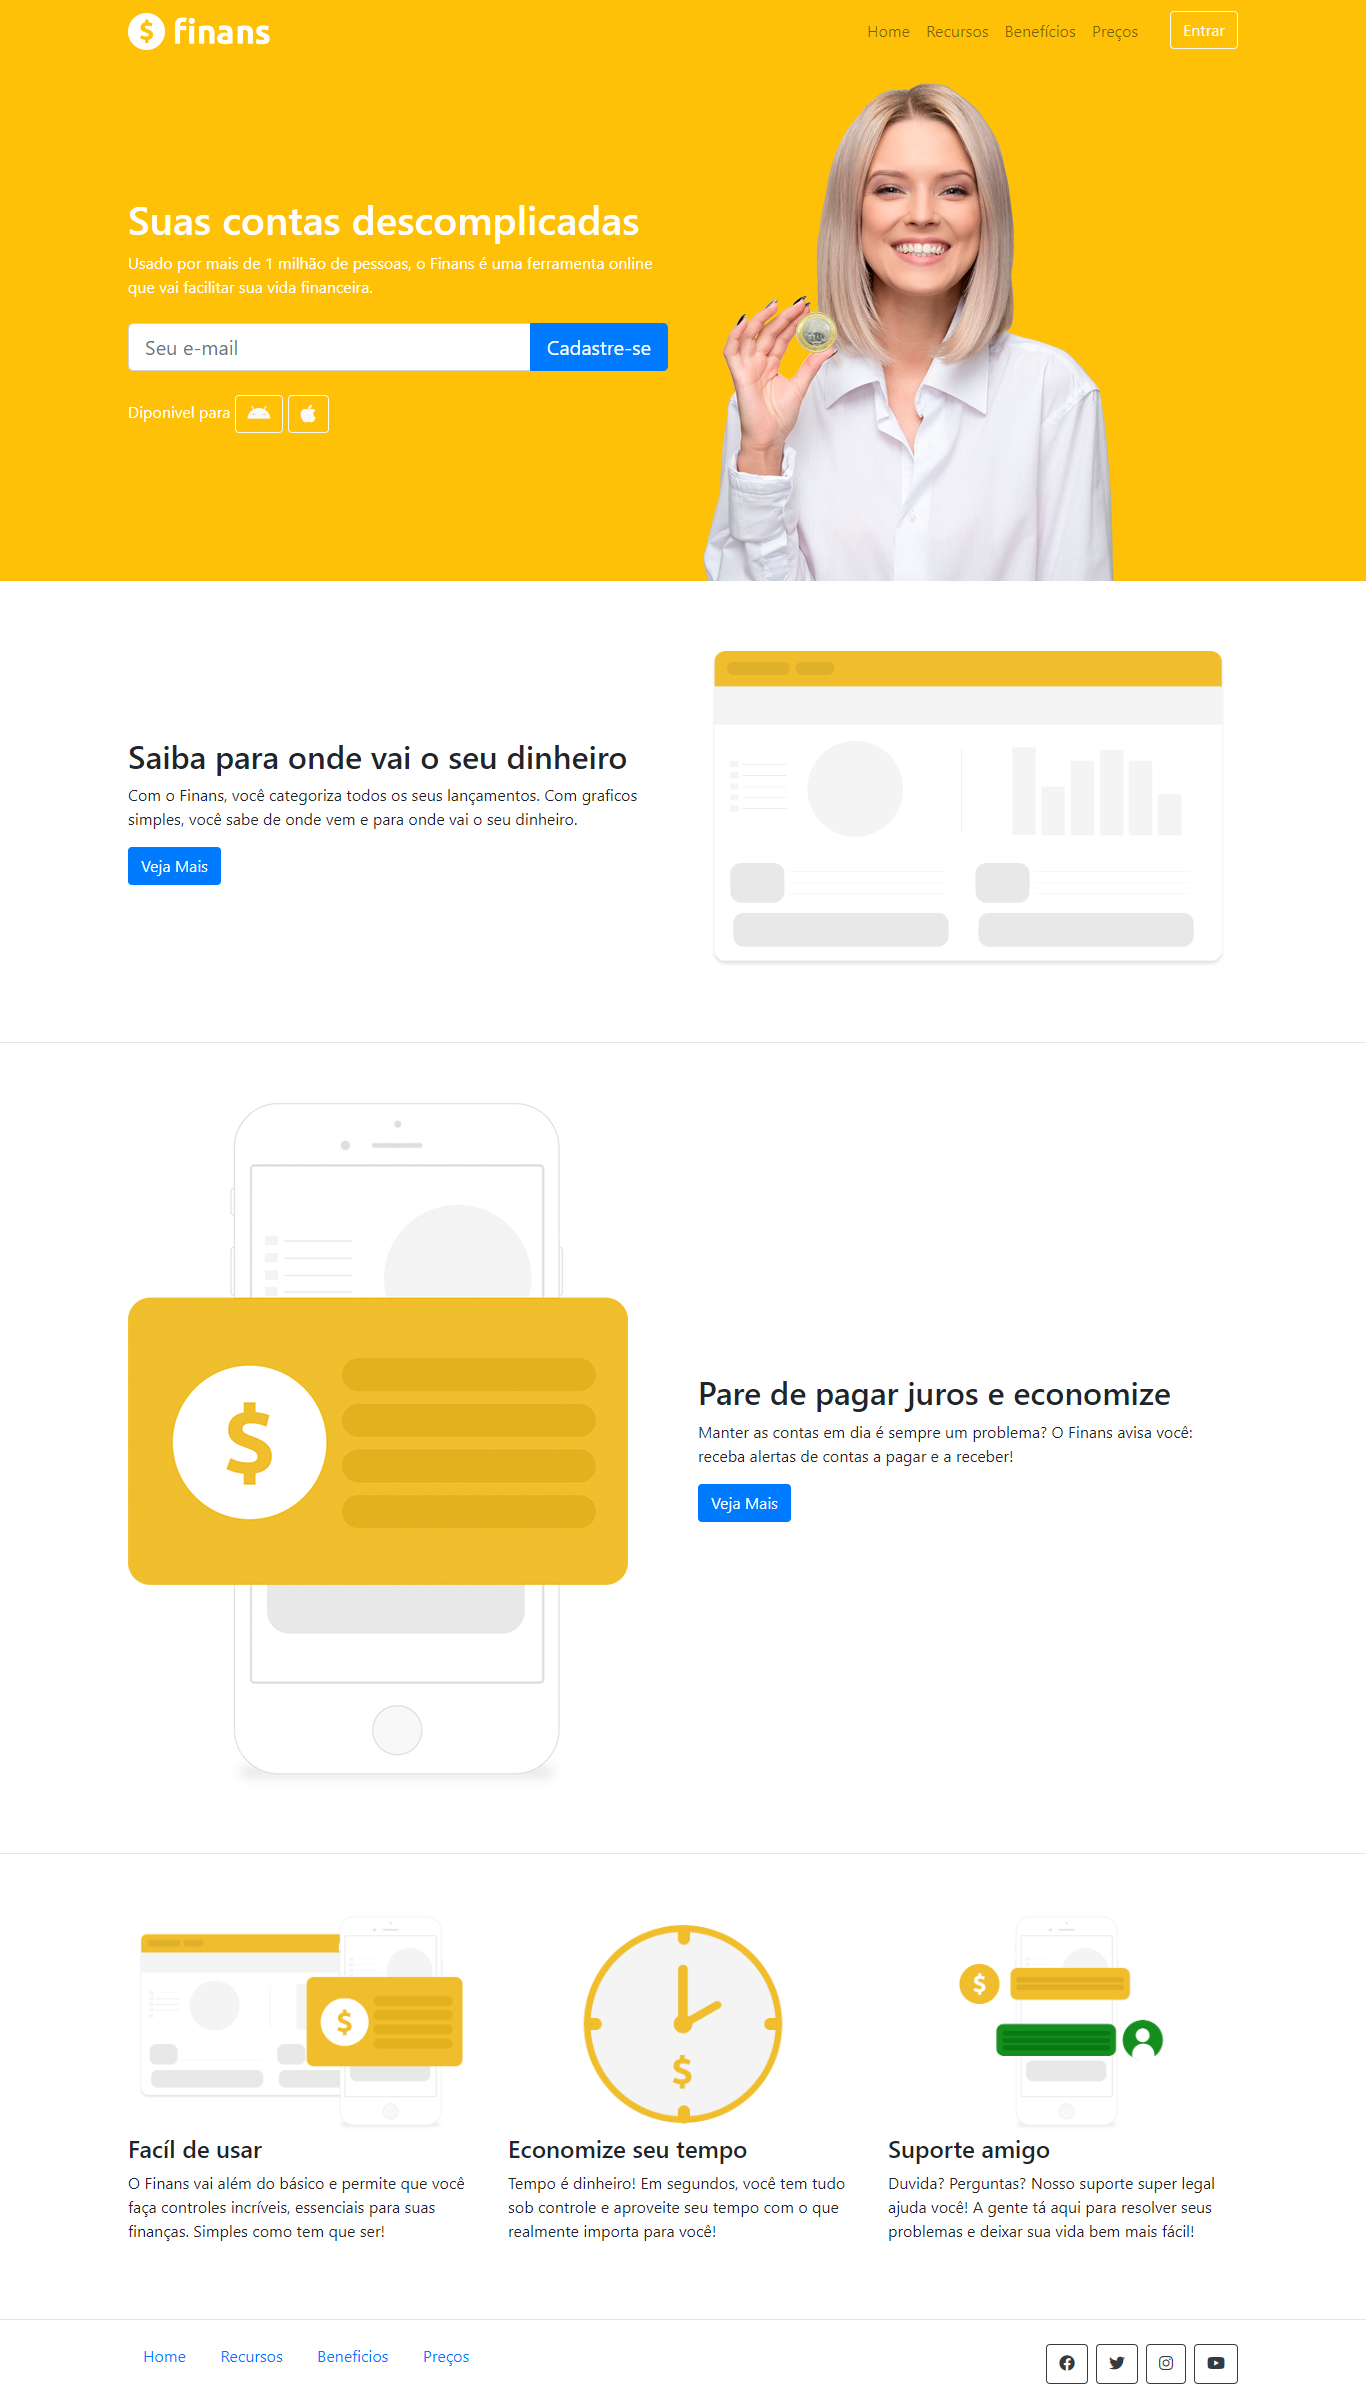 $ finans
Home Recursos Benefícios Preços Entrar
Suas contas descomplicadas
Usado por mais de 1 milhão de pessoas, o Finans é uma ferramenta online
que vai facilitar sua vida financeira.
Seu e-mail Cadastre-se
Diponivel para
Saiba para onde vai o seu dinheiro
Com o Finans, você categoriza todos os seus lançamentos. Com graficos
simples, você sabe de onde vem e para onde vai o seu dinheiro.
Veja Mais
$
Pare de pagar juros e economize
Manter as contas em dia é sempre um problema? O Finans avisa você:
receba alertas de contas a pagar e a receber!
Veja Mais
$
$
$
Facíl de usar
O Finans vai além do básico e permite que você
faça controles incríveis, essenciais para suas
finanças. Simples como tem que ser!
Economize seu tempo
Tempo é dinheiro! Em segundos, você tem tudo
sob controle e aproveite seu tempo com o que
realmente importa para você!
Suporte amigo
Duvida? Perguntas? Nosso suporte super legal
ajuda você! A gente tá aqui para resolver seus
problemas e deixar sua vida bem mais fácil!
Home Recursos Beneficios Preços